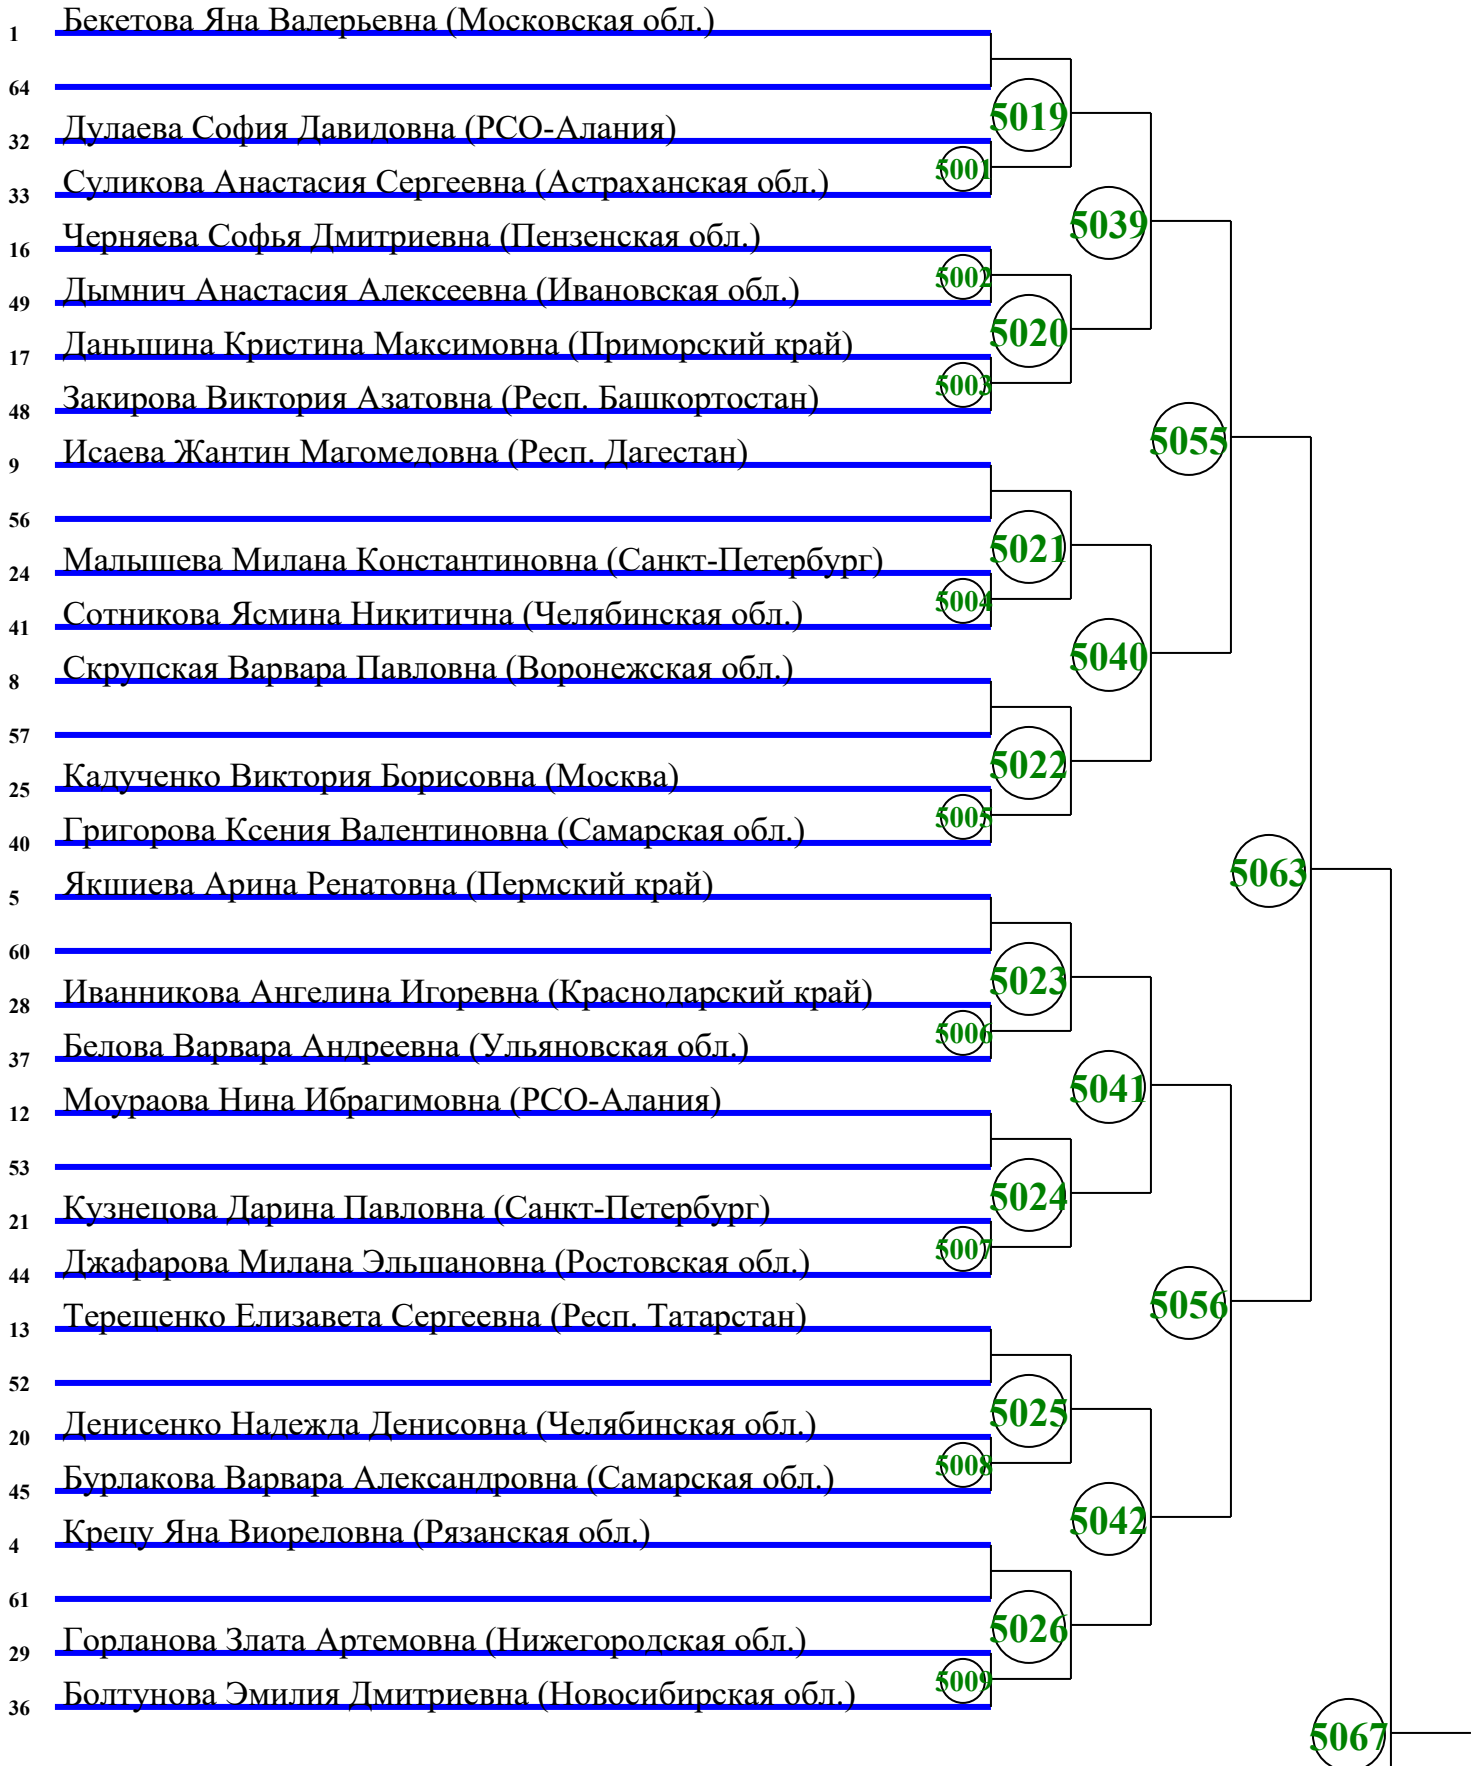 1 Бекетова Яна Валерьевна (Московская обл.)
64
5019
32 Дулаева София Давидовна (РСО-Алания)
5001
33 Суликова Анастасия Сергеевна (Астраханская обл.)
5039
16 Черняева Софья Дмитриевна (Пензенская обл.)
5002
49 Дымнич Анастасия Алексеевна (Ивановская обл.)
5020
17 Даньшина Кристина Максимовна (Приморский край)
5003
48 Закирова Виктория Азатовна (Респ. Башкортостан)
5055
9 Исаева Жантин Магомедовна (Респ. Дагестан)
56
5021
24 Малышева Милана Константиновна (Санкт-Петербург)
5004
41 Сотникова Ясмина Никитична (Челябинская обл.)
5040
8 Скрупская Варвара Павловна (Воронежская обл.)
57
5022
25 Кадученко Виктория Борисовна (Москва)
5005
40 Григорова Ксения Валентиновна (Самарская обл.)
5063
5 Якшиева Арина Ренатовна (Пермский край)
60
5023
28 Иванникова Ангелина Игоревна (Краснодарский край)
5006
37 Белова Варвара Андреевна (Ульяновская обл.)
5041
12 Моураова Нина Ибрагимовна (РСО-Алания)
53
5024
21 Кузнецова Дарина Павловна (Санкт-Петербург)
5007
44 Джафарова Милана Эльшановна (Ростовская обл.)
5056
13 Терещенко Елизавета Сергеевна (Респ. Татарстан)
52
5025
20 Денисенко Надежда Денисовна (Челябинская обл.)
5008
45 Бурлакова Варвара Александровна (Самарская обл.)
5042
4 Крецу Яна Виореловна (Рязанская обл.)
61
5026
29 Горланова Злата Артемовна (Нижегородская обл.)
5009
36 Болтунова Эмилия Дмитриевна (Новосибирская обл.)
5067